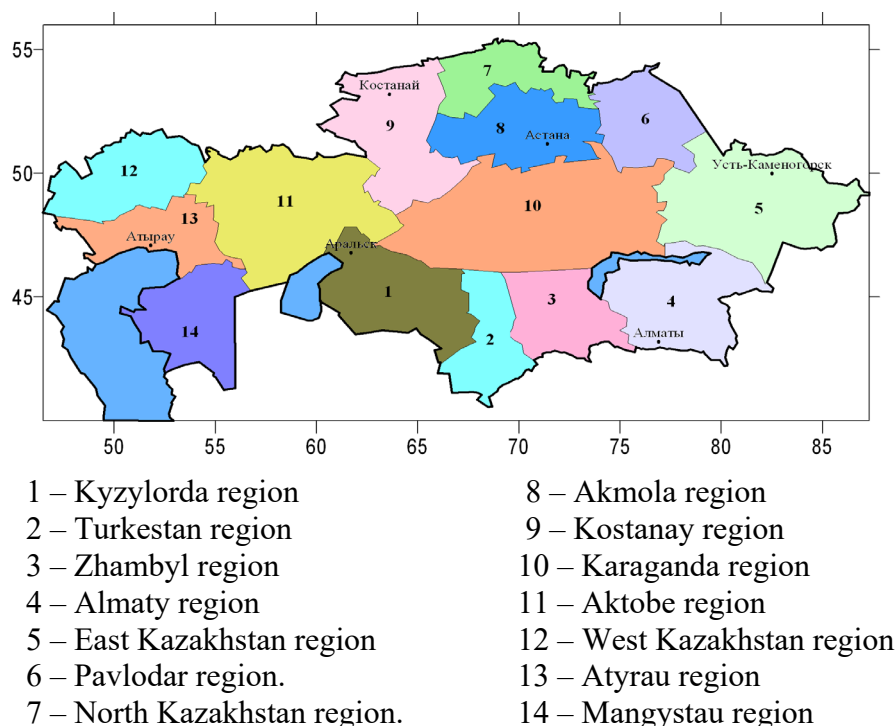 55
7
Костанай
6
9
8
Астана
50
Усть-Каменогорск
12
11
10
5
13
Атырау
Аральск
45
1
3
4
14
2
Алматы
50 55 60 65 70 75 80 85
1 – Kyzylorda region
2 – Turkestan region
3 – Zhambyl region
4 – Almaty region
5 – East Kazakhstan region
6 – Pavlodar region.
7 – North Kazakhstan region.
8 – Akmola region
9 – Kostanay region
10 – Karaganda region
11 – Aktobe region
12 – West Kazakhstan region
13 – Atyrau region
14 – Mangystau region